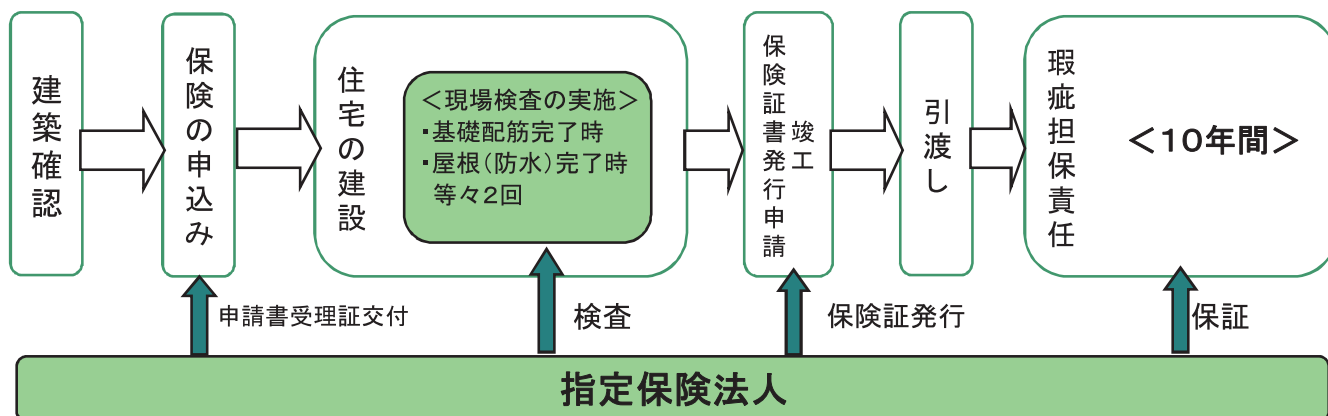 建築確認
保険の申込み
住宅の建設
＜現場検査の実施＞
・基礎配筋完了時
・屋根（防水）完了時
等々2回
竣工
保険証書発行申請
引渡し
瑕疵担保責任
＜10年間＞
申請書受理証交付
検査
保険証発行
保証
指定保険法人